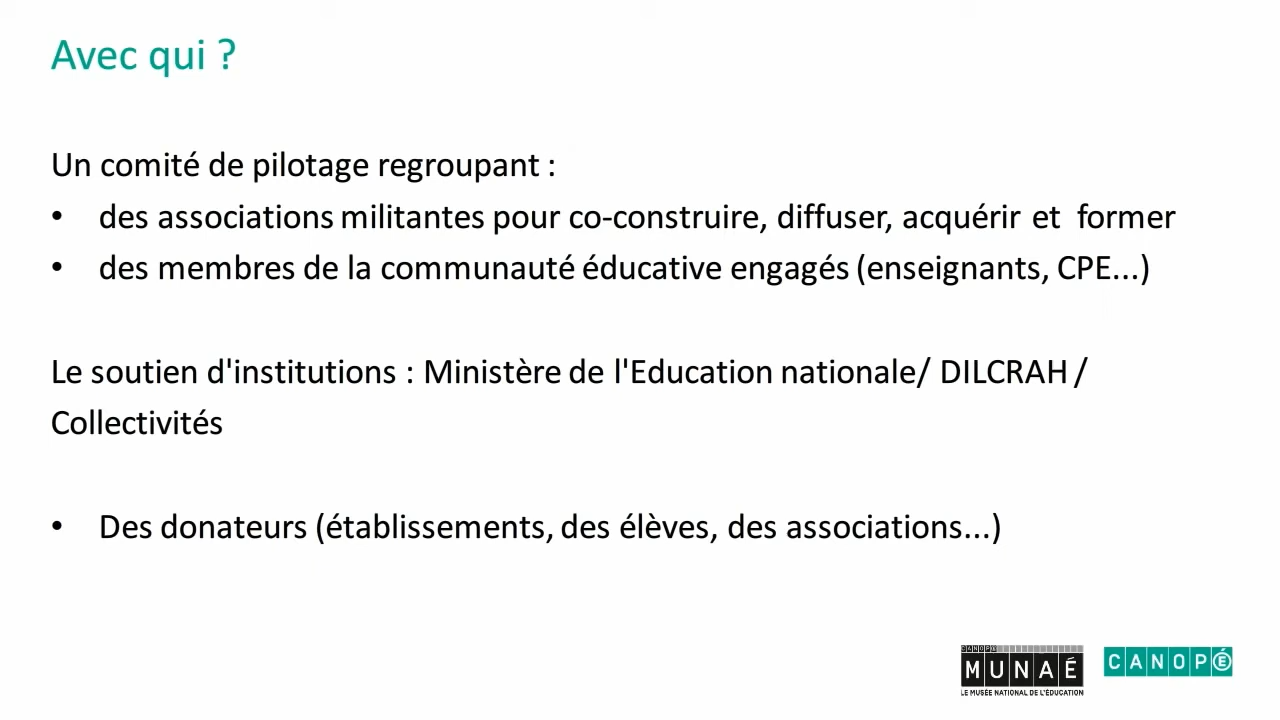 Avec qui ?
Un comité de pilotage regroupant :
• des associations militantes pour co-construire, diffuser, acquérir et former
• des membres de la communauté éducative engagés (enseignants, CPE...)
Le soutien d'institutions : Ministère de l'Education nationale/ DILCRAH /
Collectivités
• Des donateurs (établissements, des élèves, des associations...)
CANOPÉ
MUNAÉ
LE MUSÉE NATIONAL DE L'ÉDUCATION
CANOPÉ